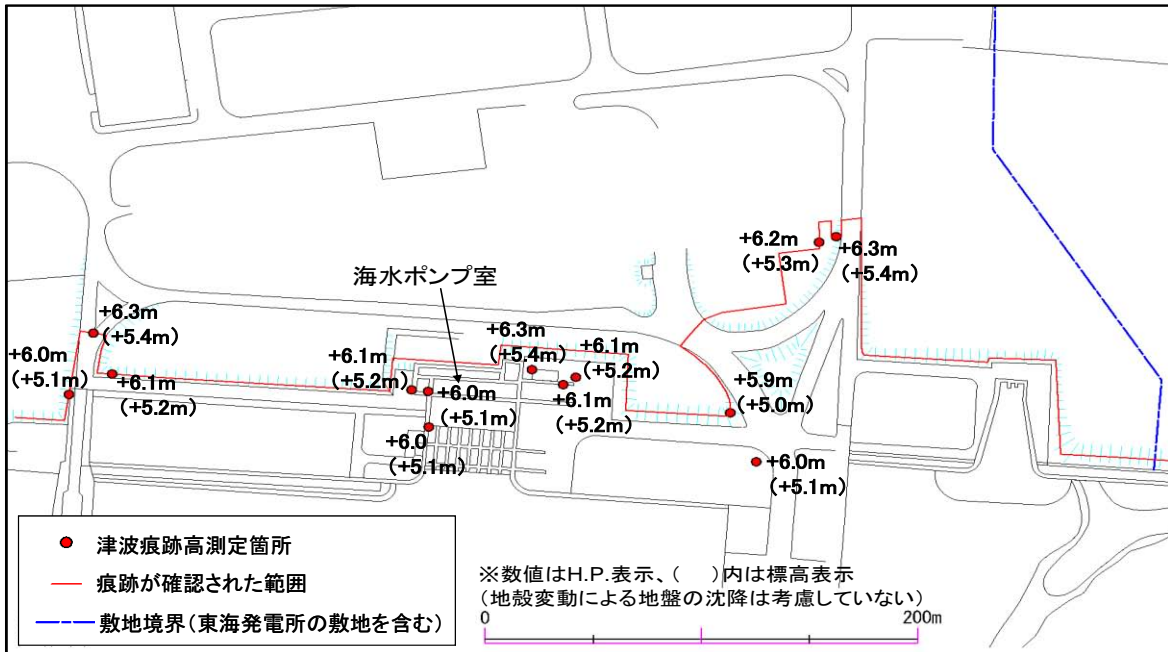 +6.2m
(+5.3m)
+6.3m
(+5.4m)
海水ポンプ室
+6.3m
(+5.4m)
+6.0m
(+5.1m)
+6.1m
(+5.2m)
+6.1m
(+5.2m)
+6.3m
(+5.4m)
+6.1m
(+5.2m)
+6.0m
(+5.1m)
+6.1m
(+5.2m)
+5.9m
(+5.0m)
+6.0
(+5.1m)
+6.0m
(+5.1m)
津波痕跡高測定箇所
痕跡が確認された範囲
敷地境界(東海発電所の敷地を含む)
※数値はH.P.表示、( )内は標高表示
(地殻変動による地盤の沈降は考慮していない)
0
200m